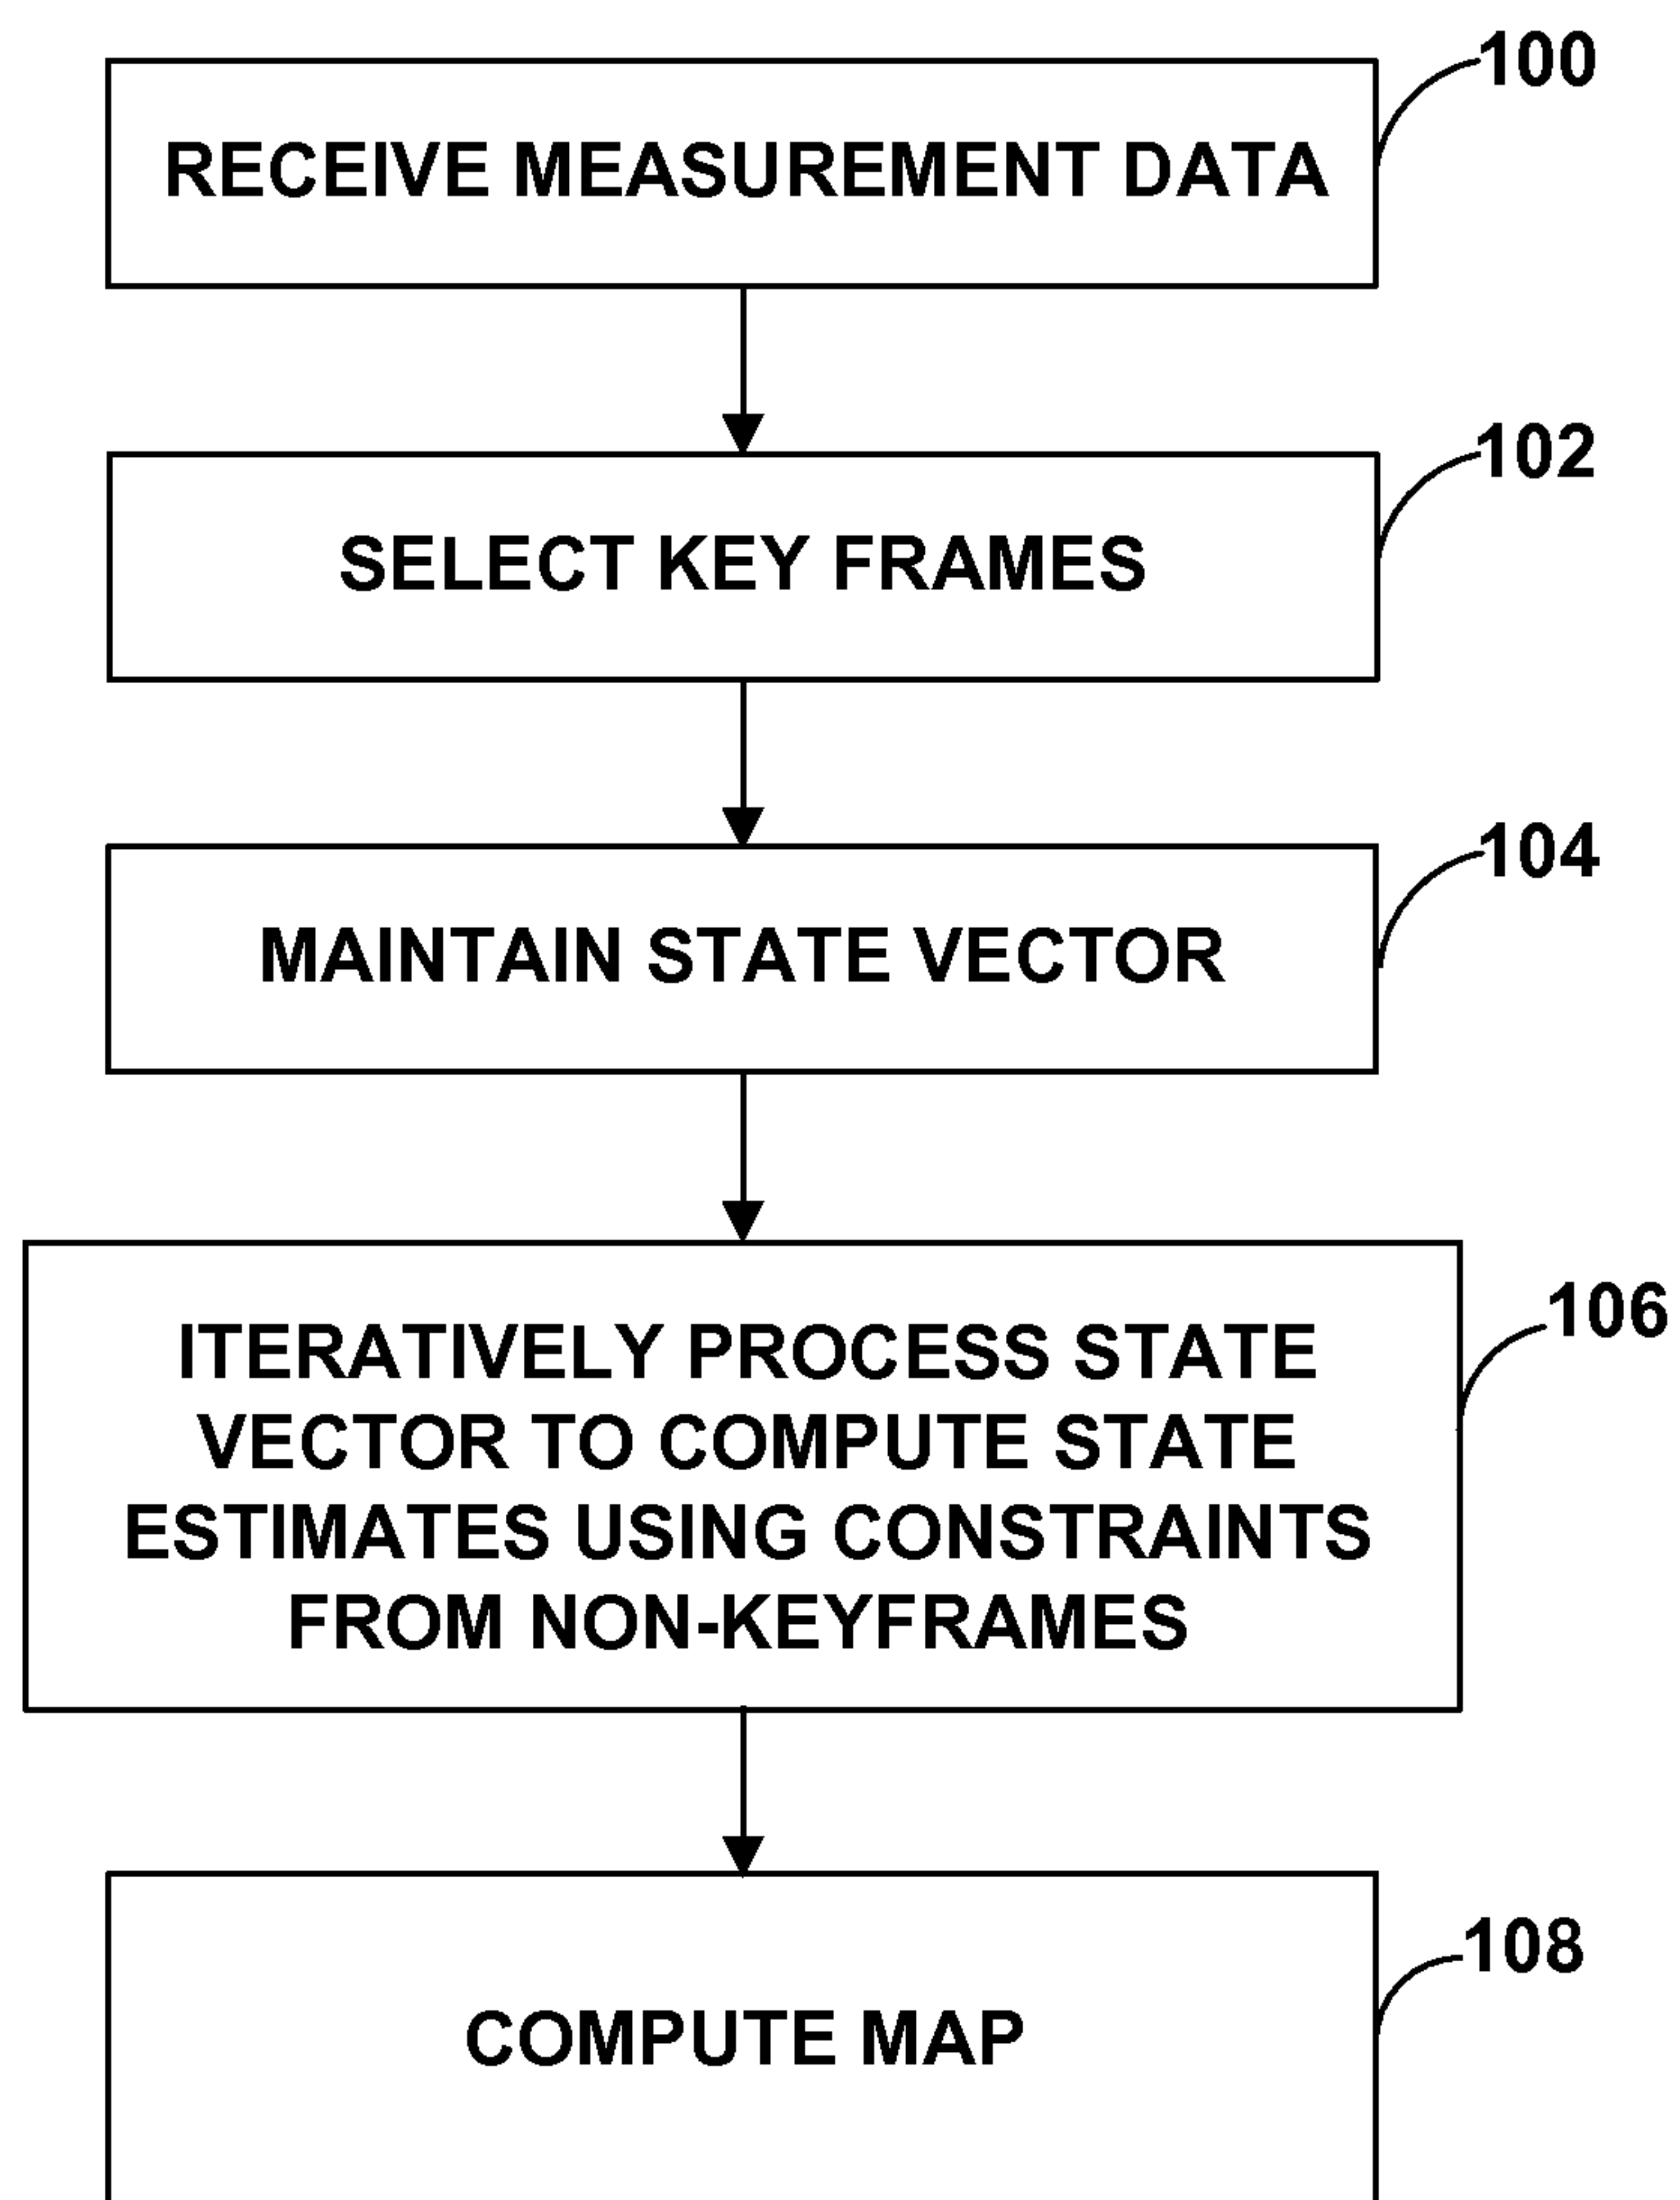 100
RECEIVE MEASUREMENT DATA
102
SELECT KEY FRAMES
104
MAINTAIN STATE VECTOR
106
ITERATIVELY PROCESS STATE
VECTOR TO COMPUTE STATE
ESTIMATES USING CONSTRAINTS
FROM NON-KEYFRAMES
108
COMPUTE MAP